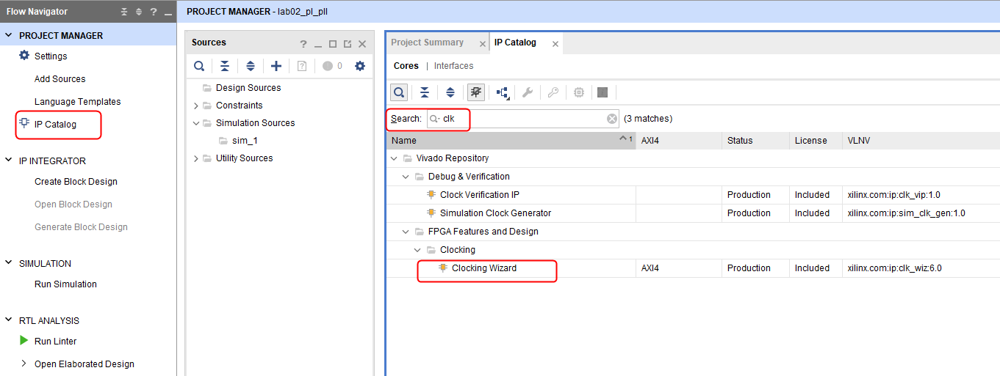 Flow Navigator
PROJECT MANAGER
Settings
Add Sources
Language Templates
IP Catalog
IP INTEGRATOR
Create Block Design
Open Block Design
Generate Block Design
SIMULATION
Run Simulation
RTL ANALYSIS
Run Linter
Open Elaborated Design
PROJECT MANAGER - lab02_pl_pll
Sources
0
Design Sources
Constraints
Simulation Sources
sim_1
Utility Sources
Project Summary
IP Catalog
Cores | Interfaces
Search: clk (3 matches)
Name 1 AXI4 Status License VLNV
Vivado Repository
Debug & Verification
Clock Verification IP Production Included xilinx.com:ip:clk_vip:1.0
Simulation Clock Generator Production Included xilinx.com:ip:sim_clk_gen:1.0
FPGA Features and Design
Clocking
Clocking Wizard AXI4 Production Included xilinx.com:ip:clk_wiz:6.0